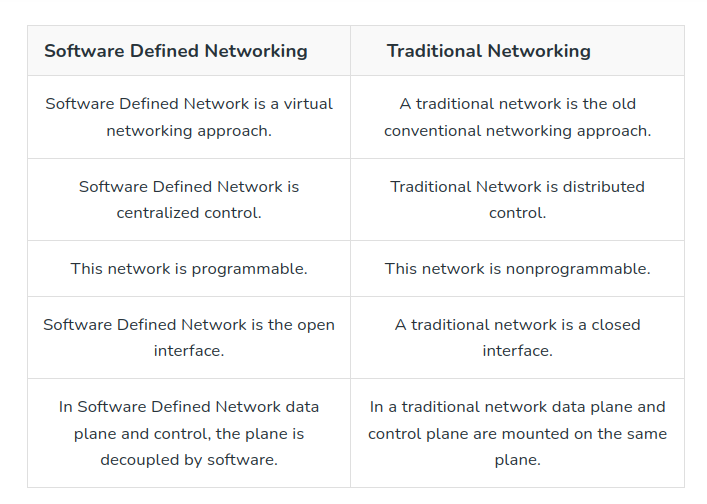 Software Defined Networking
Traditional Networking
Software Defined Network is a virtual
networking approach.
A traditional network is the old
conventional networking approach.
Software Defined Network is
centralized control.
Traditional Network is distributed
control.
This network is programmable.
This network is nonprogrammable.
Software Defined Network is the open
interface.
A traditional network is a closed
interface.
In Software Defined Network data
plane and control, the plane is
decoupled by software.
In a traditional network data plane and
control plane are mounted on the same
plane.